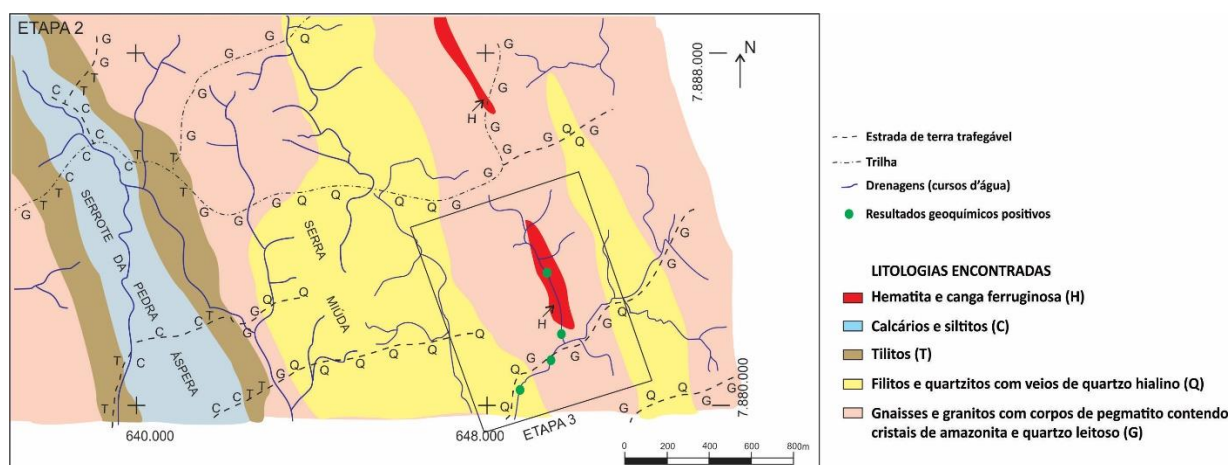 ETAPA 2
N
7.888.000
7.880.000
640.000
648.000
SERROTE DA PEDRA ÁSPERA
SERRA MIÚDA
H
H
ETAPA 3
0 200 400 600 800m
Estrada de terra trafegável
Trilha
Drenagens (cursos d'água)
Resultados geoquímicos positivos
LITOLOGIAS ENCONTRADAS
Hematita e canga ferruginosa (H)
Calcários e siltitos (C)
Tilitos (T)
Filitos e quartzitos com veios de quartzo hialino (Q)
Gnaisses e granitos com corpos de pegmatito contendo
cristais de amazonita e quartzo leitoso (G)